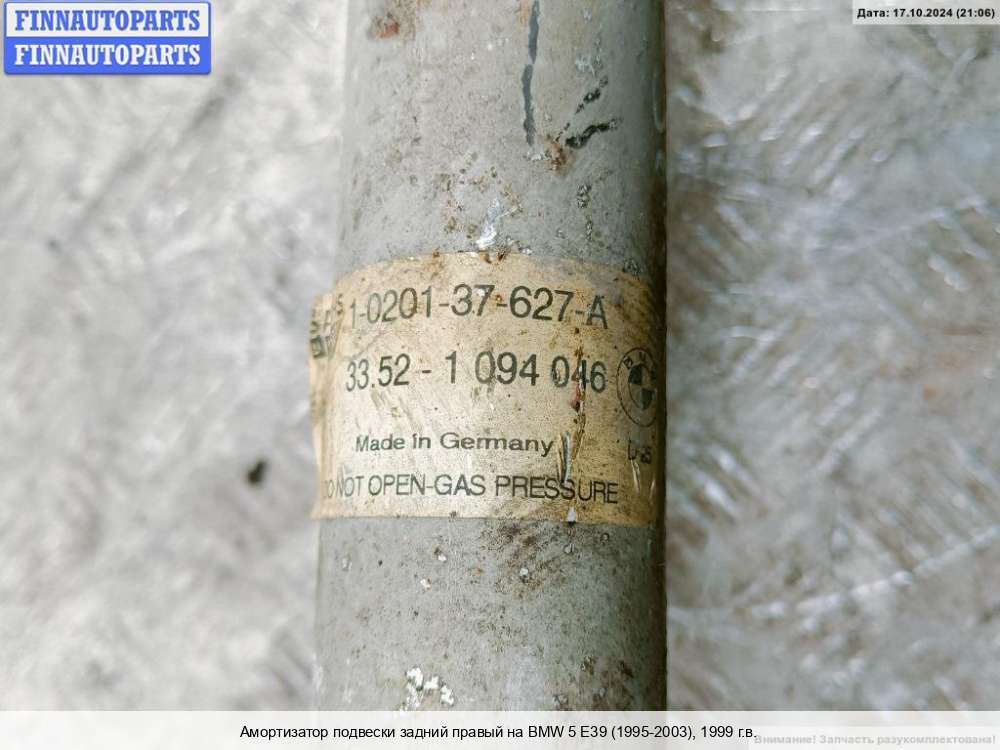 FINNAUTOPARTS
FINNAUTOPARTS
Дата: 17.10.2024 (21:06)
1-0201-37-627-A
33.52 - 1 094 046
Made in Germany
DO NOT OPEN-GAS PRESSURE
Амортизатор подвески задний правый на BMW 5 E39 (1995-2003), 1999 г.в.
Внимание! Запчасть разукомплектована!